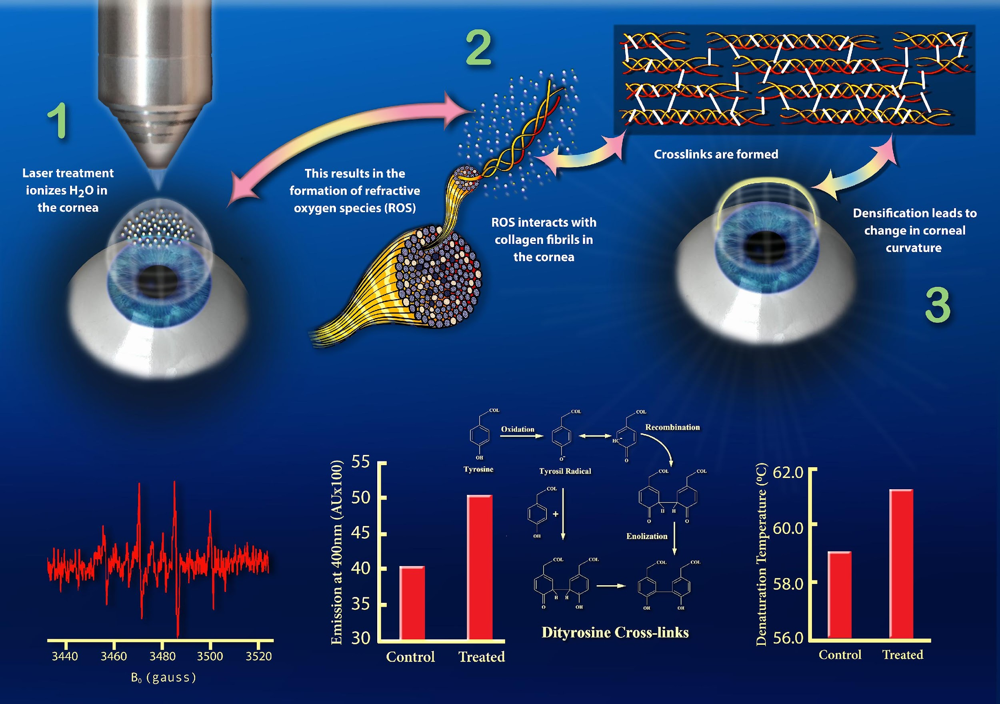 1
Laser treatment
ionizes H₂O in
the cornea
2
This results in the
formation of refractive
oxygen species (ROS)
ROS interacts with
collagen fibrils in
the cornea
Crosslinks are formed
Densification leads to
change in corneal
curvature
3
3440 3460 3480 3500 3520
B₀ (gauss)
Emission at 400nm (AUx100)
55
50
45
40
35
30
Control Treated
COL
OH
Tyrosine
Oxidation
COL
O⁻
Tyrosil Radical
COL
HC⁻
O
Recombination
COL
OH
+
COL COL
H H
O O
Enolization
COL COL
H H
O OH
COL COL
OH OH
Dityrosine Cross-links
Denaturation Temperature (ºC)
62.0
60.0
58.0
56.0
Control Treated